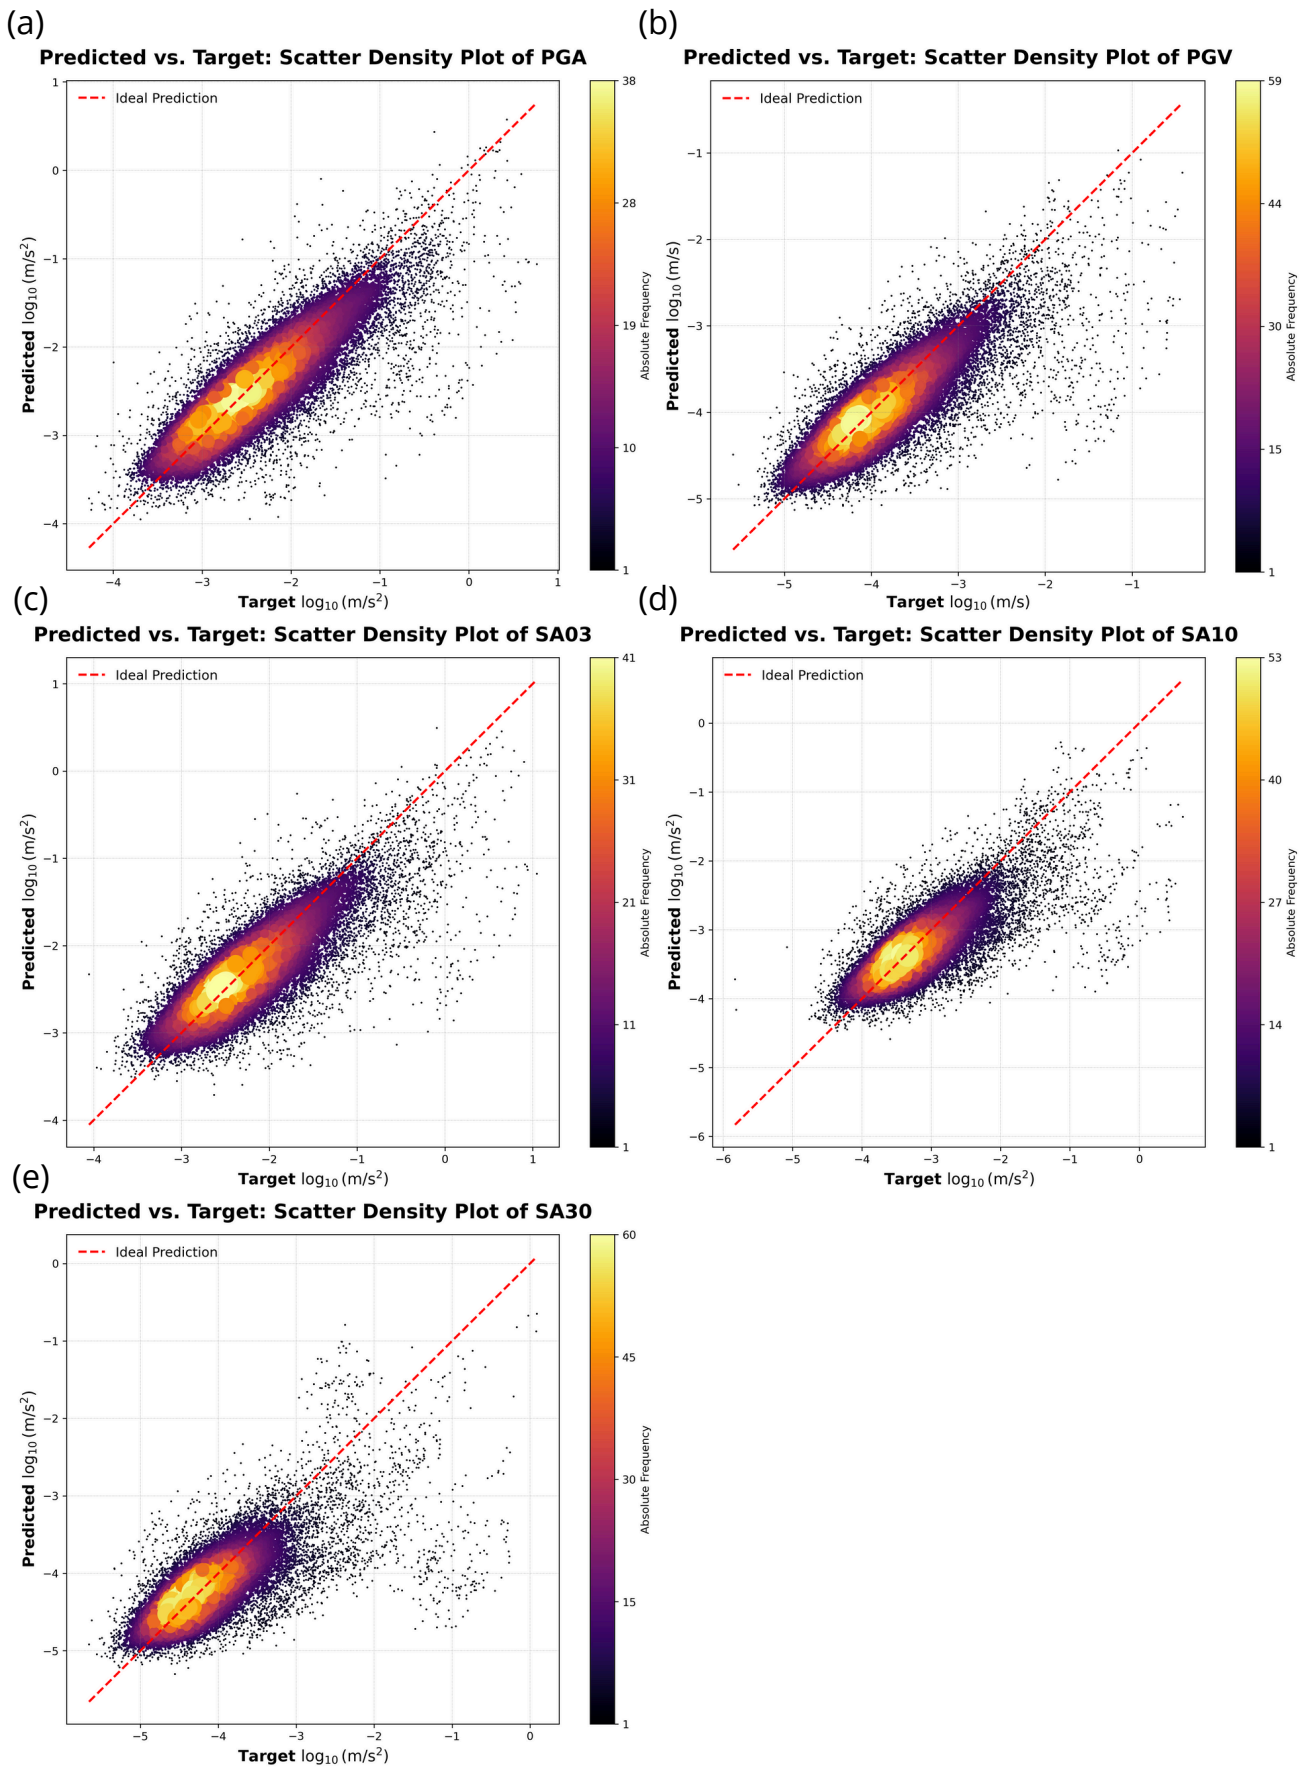 (a)
Predicted vs. Target: Scatter Density Plot of PGA
Ideal Prediction
1
0
−1
−2
−3
−4
Predicted log₁₀ (m/s²)
−4 −3 −2 −1 0 1
Target log₁₀ (m/s²)
38
28
19
10
1
Absolute Frequency
(b)
Predicted vs. Target: Scatter Density Plot of PGV
Ideal Prediction
−1
−2
−3
−4
−5
Predicted log₁₀ (m/s)
−5 −4 −3 −2 −1
Target log₁₀ (m/s)
59
44
30
15
1
Absolute Frequency
(c)
Predicted vs. Target: Scatter Density Plot of SA03
Ideal Prediction
1
0
−1
−2
−3
−4
Predicted log₁₀ (m/s²)
−4 −3 −2 −1 0 1
Target log₁₀ (m/s²)
41
31
21
11
1
Absolute Frequency
(d)
Predicted vs. Target: Scatter Density Plot of SA10
Ideal Prediction
0
−1
−2
−3
−4
−5
−6
Predicted log₁₀ (m/s²)
−6 −5 −4 −3 −2 −1 0
Target log₁₀ (m/s²)
53
40
27
14
1
Absolute Frequency
(e)
Predicted vs. Target: Scatter Density Plot of SA30
Ideal Prediction
0
−1
−2
−3
−4
−5
Predicted log₁₀ (m/s²)
−5 −4 −3 −2 −1 0
Target log₁₀ (m/s²)
60
45
30
15
1
Absolute Frequency